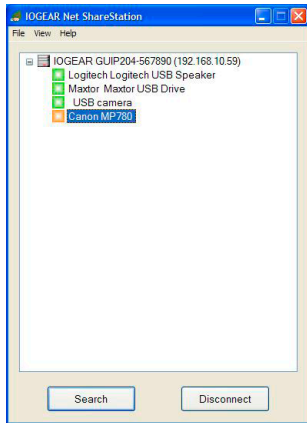 IOGEAR Net ShareStation
File View Help
IOGEAR GUIP204-567890 (192.168.10.59)
Logitech Logitech USB Speaker
Maxtor Maxtor USB Drive
USB camera
Canon MP780
Search Disconnect